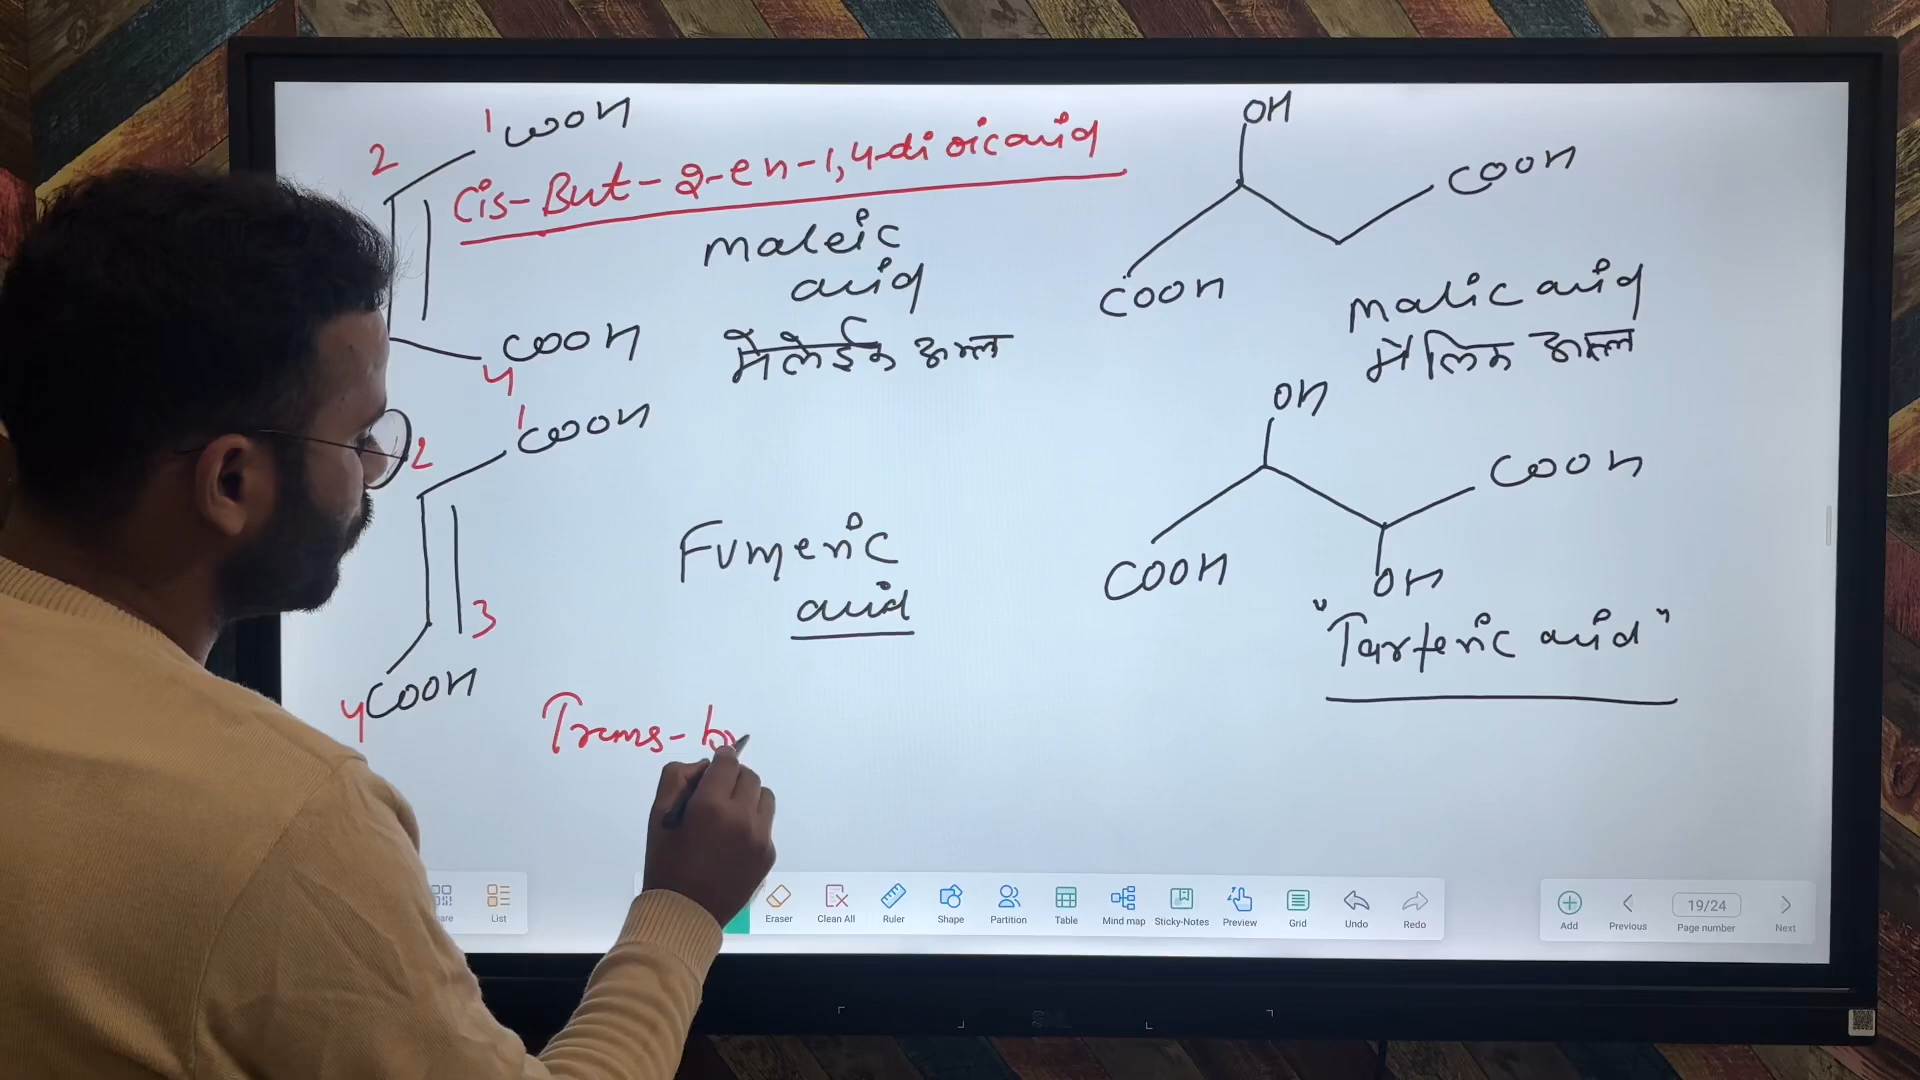 2
1
COOH
Cis-But-2-en-1,4-dioicacid
maleic
acid
मैलेईक अम्ल
COOH
4
OH
COOH
COOH
malic acid
मैलिक अम्ल
1
2
COOH
3
4
COOH
Fumeric
acid
Trans-bu
OH
COOH
COOH
OH
"Tarteric acid"
List
Eraser
Clean All
Ruler
Shape
Partition
Table
Mind map
Sticky-Notes
Preview
Grid
Undo
Redo
Add
Previous
19/24
Page number
Next